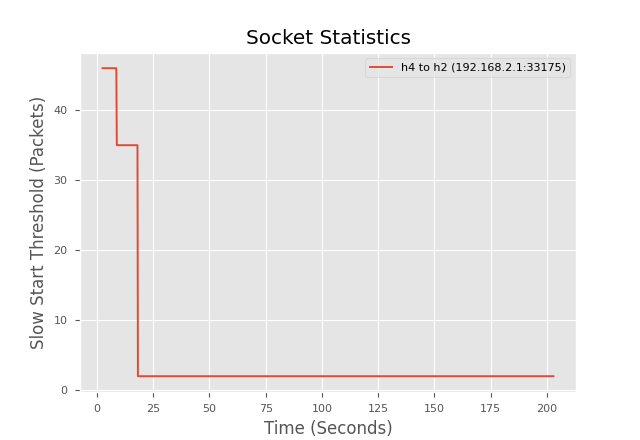 Socket Statistics
h4 to h2 (192.168.2.1:33175)
Slow Start Threshold (Packets)
40
30
20
10
0
0 25 50 75 100 125 150 175 200
Time (Seconds)